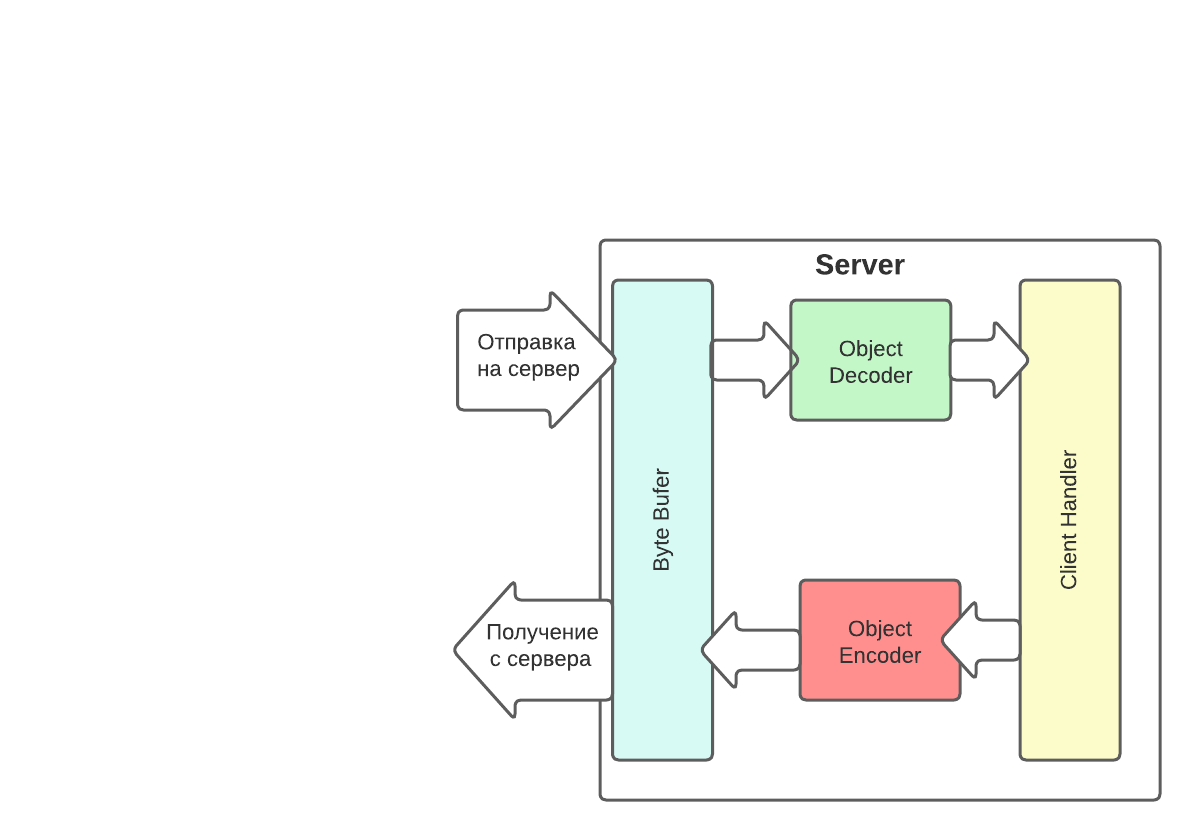 Server
Отправка
на сервер
Object
Decoder
Byte Bufer
Client Handler
Получение
с сервера
Object
Encoder